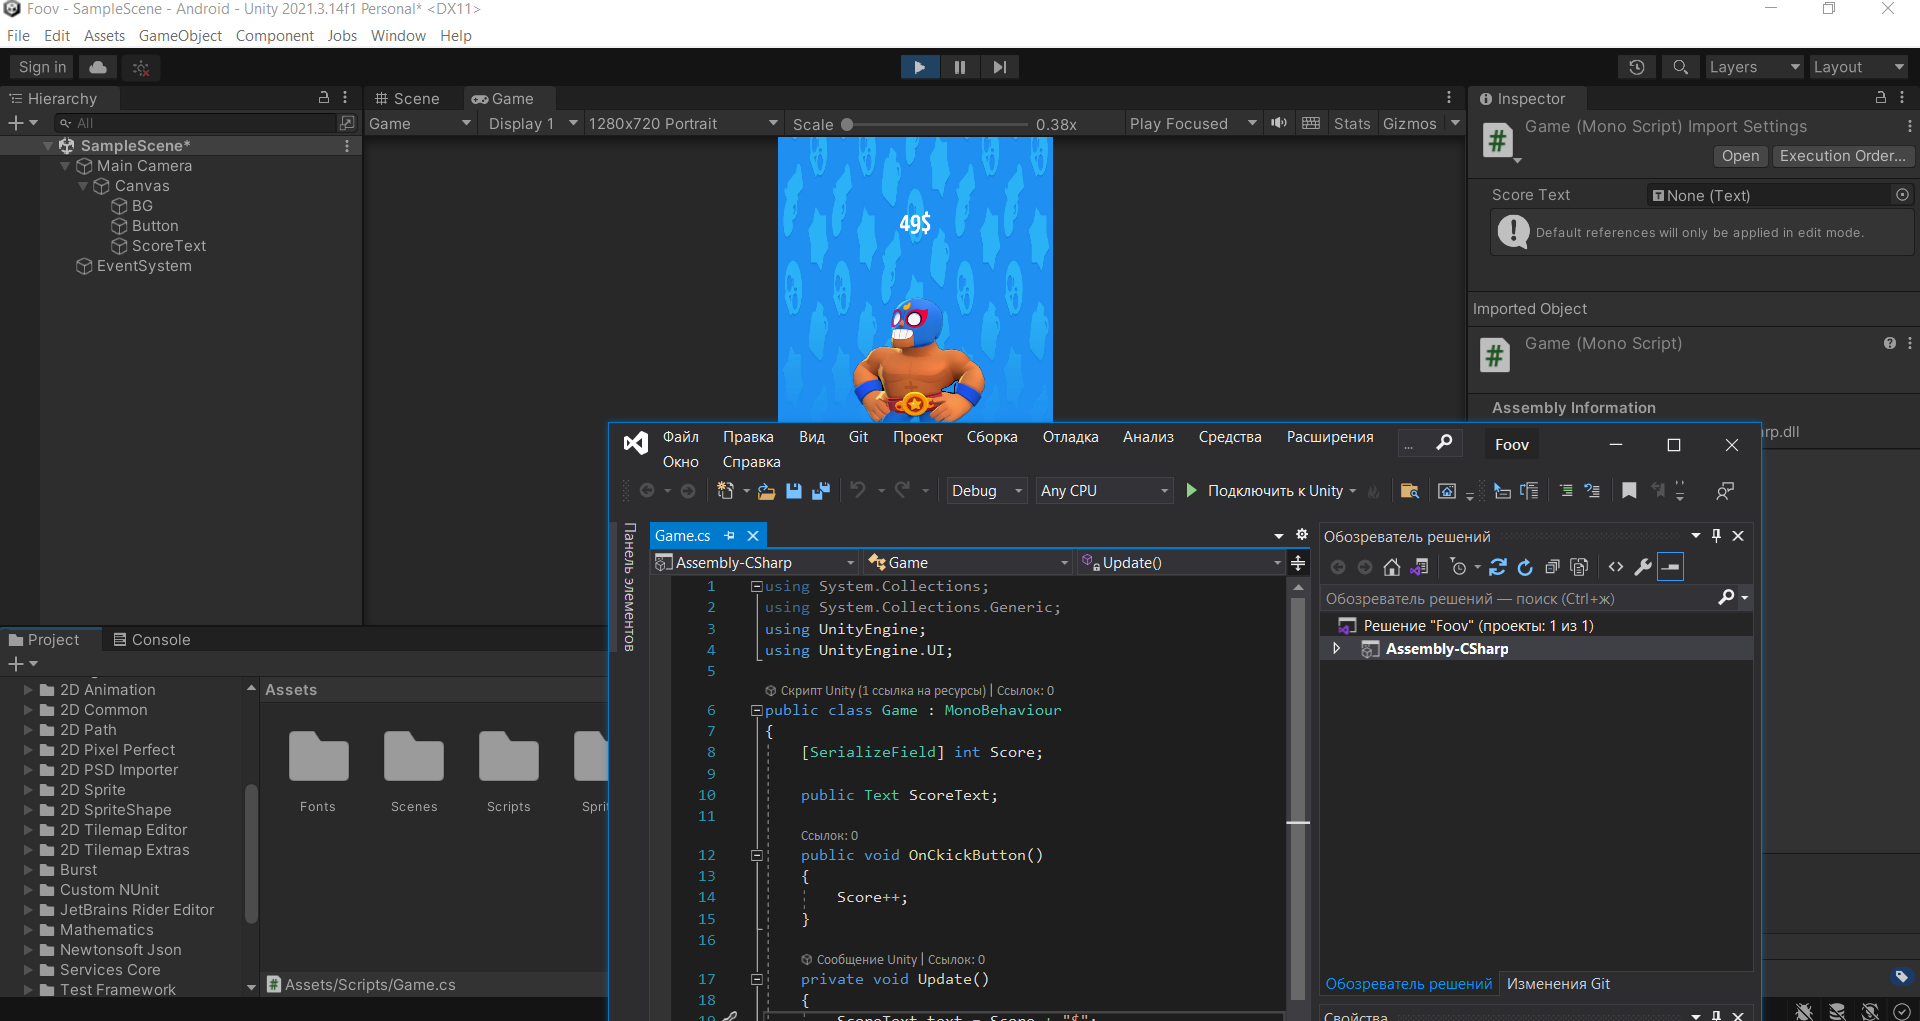 Foov - SampleScene - Android - Unity 2021.3.14f1 Personal* <DX11>
File Edit Assets GameObject Component Jobs Window Help
Sign in
Layers
Layout
Hierarchy
All
SampleScene*
Main Camera
Canvas
BG
Button
ScoreText
EventSystem
Scene
Game
Game
Display 1
1280x720 Portrait
Scale
0.38x
Play Focused
Stats
Gizmos
49$
Inspector
Game (Mono Script) Import Settings
Open
Execution Order...
Score Text
None (Text)
Default references will only be applied in edit mode.
Imported Object
Game (Mono Script)
Assembly Information
rp.dll
Project
Console
2D Animation
2D Common
2D Path
2D Pixel Perfect
2D PSD Importer
2D Sprite
2D SpriteShape
2D Tilemap Editor
2D Tilemap Extras
Burst
Custom NUnit
JetBrains Rider Editor
Mathematics
Newtonsoft Json
Services Core
Test Framework
Assets
Fonts
Scenes
Scripts
Sprit
Assets/Scripts/Game.cs
Файл Правка Вид Git Проект Сборка Отладка Анализ Средства Расширения
Окно Справка
...
Foov
Debug
Any CPU
Подключить к Unity
Панель элементов
Game.cs
Assembly-CSharp
Game
Update()
1 using System.Collections;
2 using System.Collections.Generic;
3 using UnityEngine;
4 using UnityEngine.UI;
5
Скрипт Unity (1 ссылка на ресурсы) | Ссылок: 0
6 public class Game : MonoBehaviour
7 {
8 [SerializeField] int Score;
9
10 public Text ScoreText;
11
Ссылок: 0
12 public void OnCkickButton()
13 {
14 Score++;
15 }
16
Сообщение Unity | Ссылок: 0
17 private void Update()
18 {
19 ScoreText.text = Score + "$";
Обозреватель решений
Обозреватель решений — поиск (Ctrl+ж)
Решение "Foov" (проекты: 1 из 1)
Assembly-CSharp
Обозреватель решений
Изменения Git
Свойства